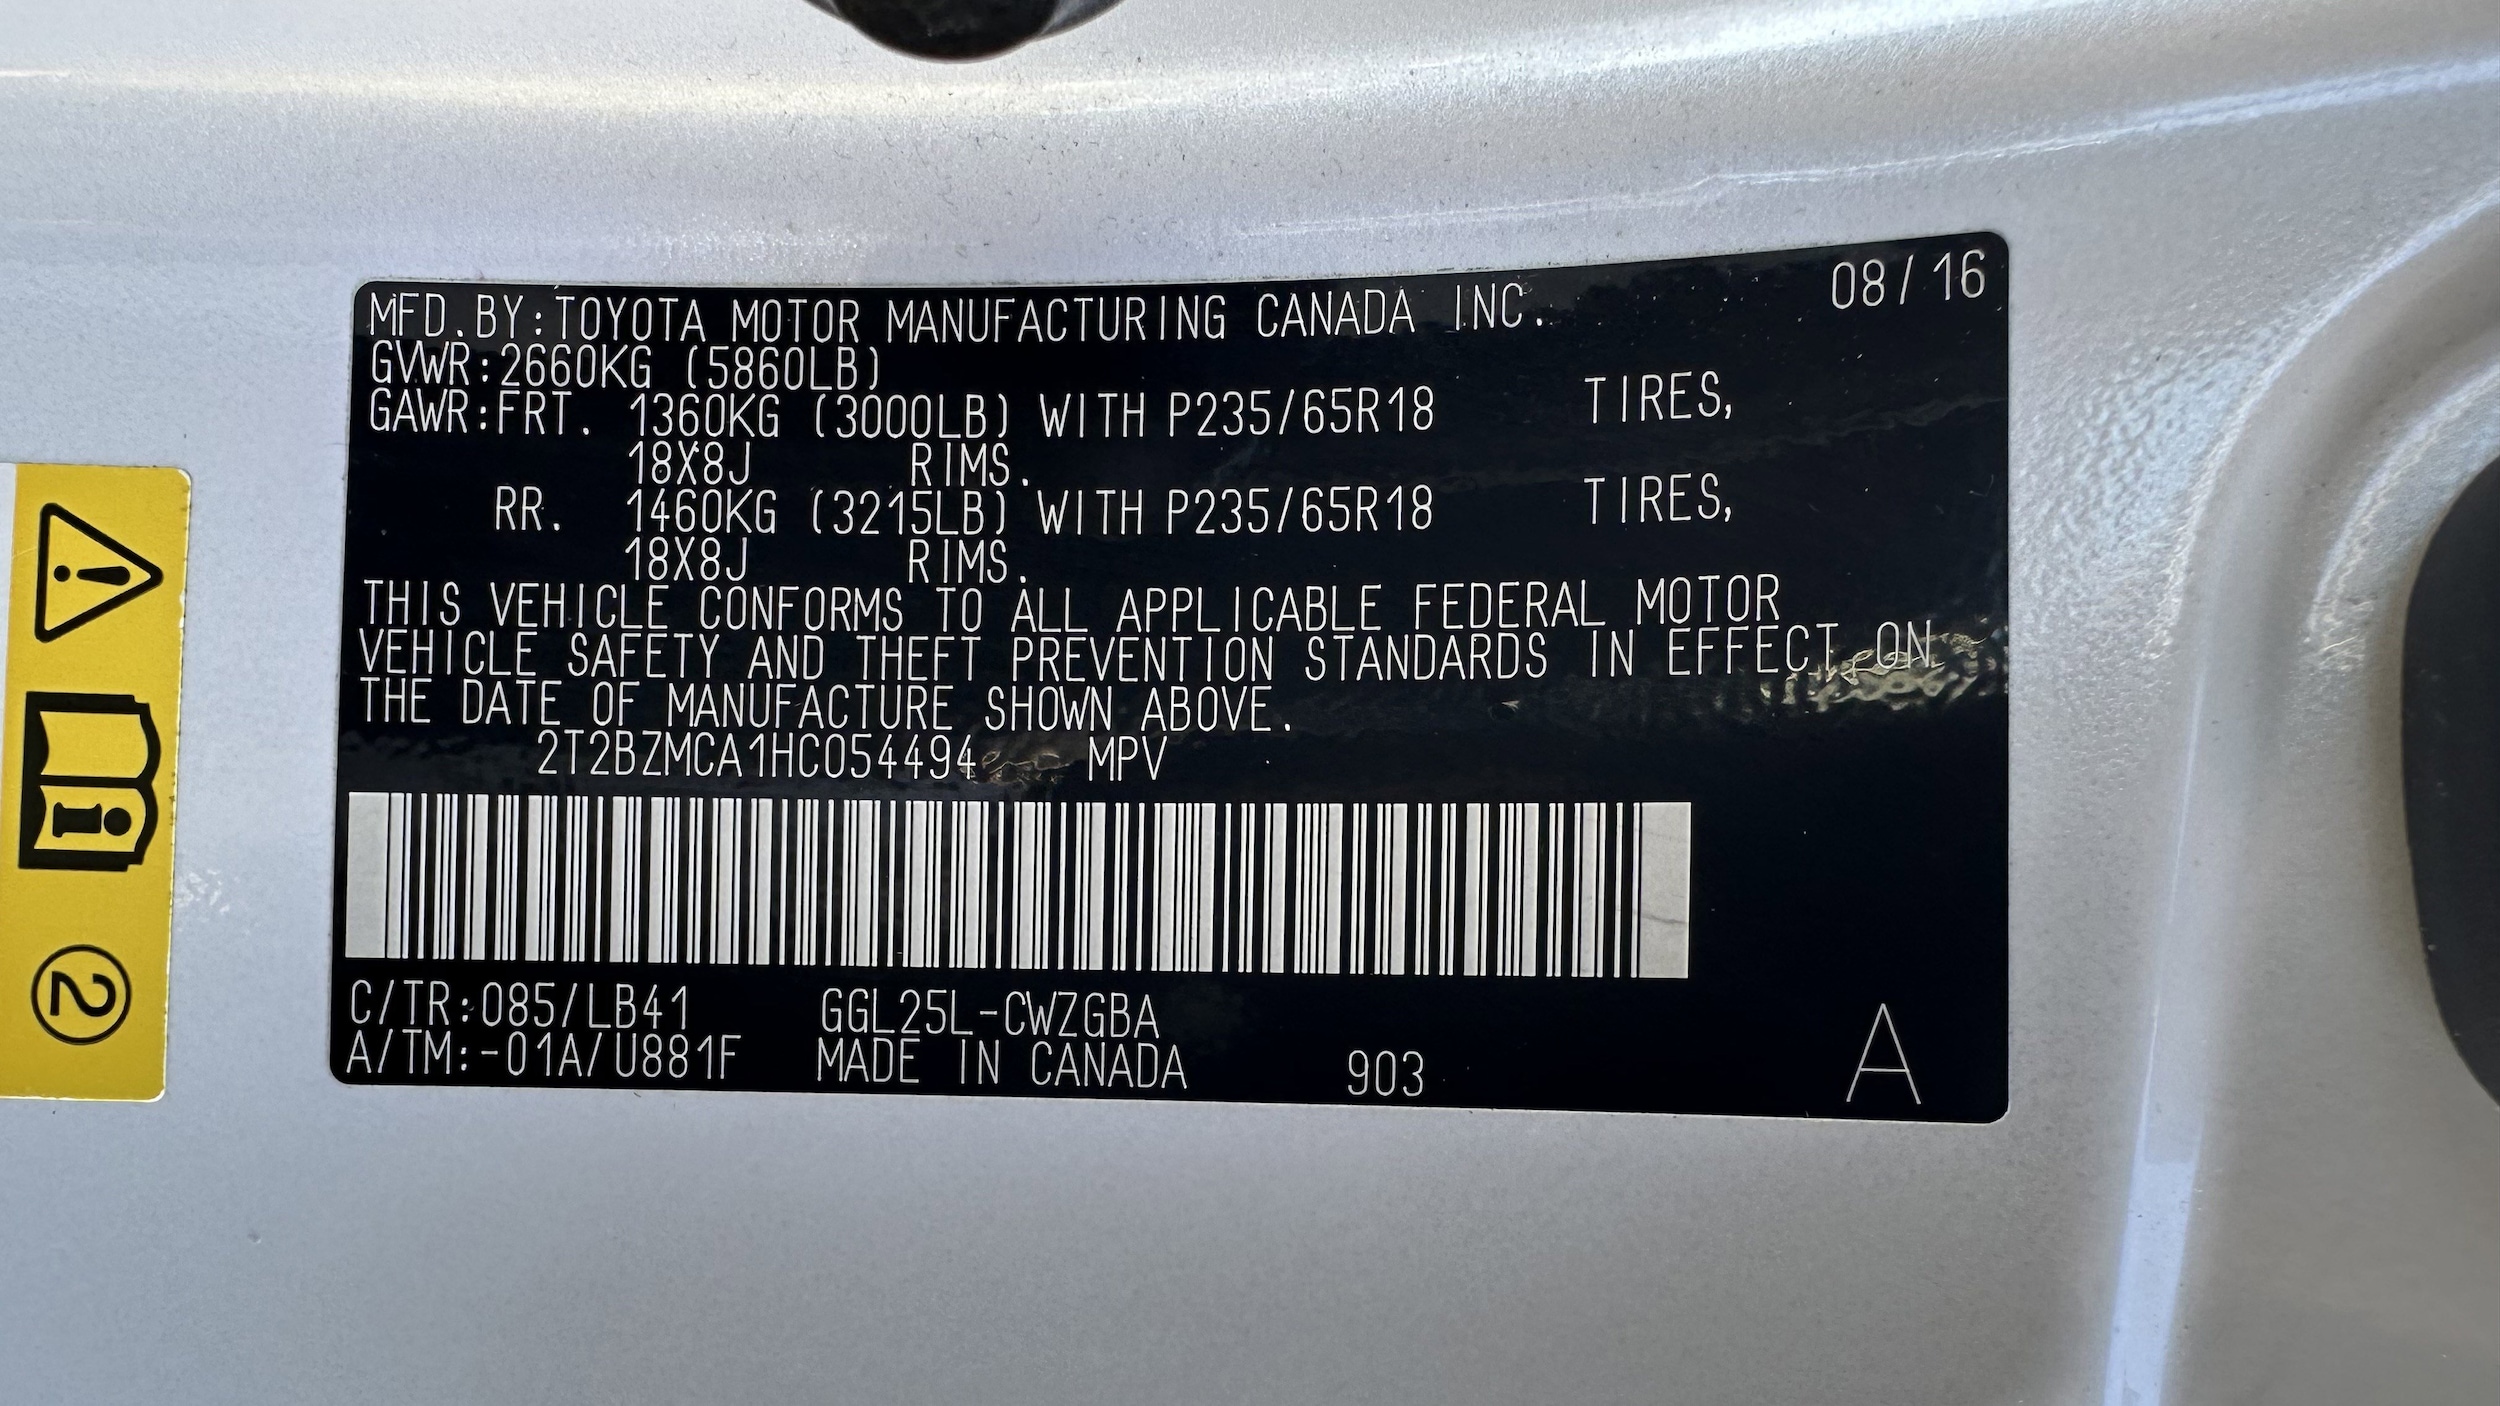 MFD.BY:TOYOTA MOTOR MANUFACTURING CANADA INC. 08/16
GVWR:2660KG (5860LB)
GAWR:FRT. 1360KG (3000LB) WITH P235/65R18 TIRES,
18X8J RIMS.
RR. 1460KG (3215LB) WITH P235/65R18 TIRES,
18X8J RIMS.
THIS VEHICLE CONFORMS TO ALL APPLICABLE FEDERAL MOTOR
VEHICLE SAFETY AND THEFT PREVENTION STANDARDS IN EFFECT ON
THE DATE OF MANUFACTURE SHOWN ABOVE.
2T2BZMCA1HC054494 MPV
C/TR:085/LB41 GGL25L-CWZGBA
A/TM:-01A/U881F MADE IN CANADA 903 A
2